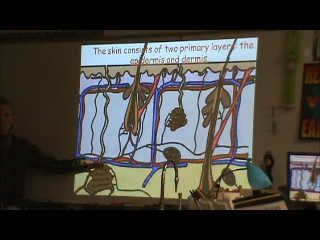 The skin consists of two primary layers: the
epidermis and dermis.